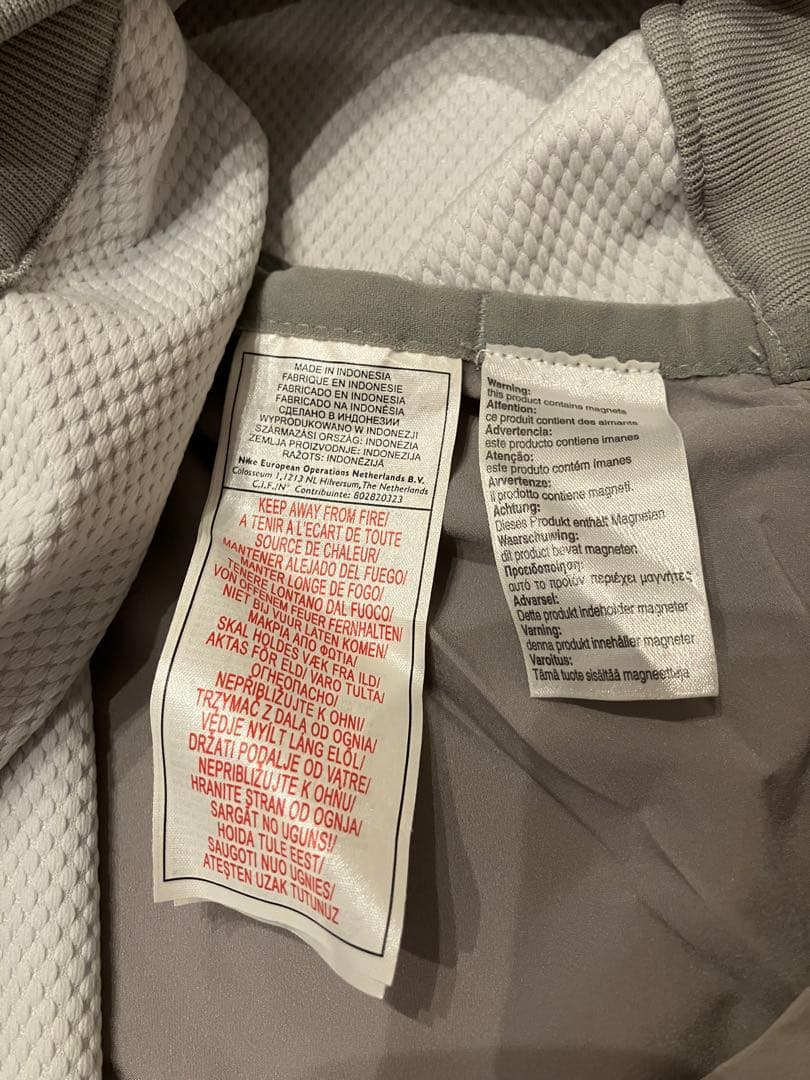 MADE IN INDONESIA
FABRIQUE EN INDONESIE
FABRICADO EN INDONESIA
FABRICADO NA INDONÉSIA
СДЕЛАНО В ИНДОНЕЗИИ
WYPRODUKOWANO W INDONEZJI
SZÁRMAZÁSI ORSZÁG: INDONÉZIA
ZEMLJA PROIZVODNJE: INDONEZIJA
RAŽOTS: INDONĒZIJĀ
Nike European Operations Netherlands B.V.
Colosseum 1, 1213 NL Hilversum, The Netherlands
C.I.F./N° Contribuinte: 802820323
KEEP AWAY FROM FIRE/
A TENIR A L'ECART DE TOUTE
SOURCE DE CHALEUR/
MANTENER ALEJADO DEL FUEGO/
MANTER LONGE DE FOGO/
TENERE LONTANO DAL FUOCO/
VON OFFENEM FEUER FERNHALTEN/
NIET BIJ VUUR LATEN KOMEN/
ΜΑΚΡΙΑ ΑΠΟ ΦΩΤΙΑ/
SKAL HOLDES VÆK FRA ILD/
AKTAS FÖR ELD/ VARO TULTA/
ОГНЕОПАСНО/
NEPŘIBLIŽUJTE K OHNI/
TRZYMAĆ Z DALA OD OGNIA/
VÉDJE NYÍLT LÁNG ELŐL/
DRŽATI PODALJE OD VATRE/
NEPRIBLIŽUJTE K OHŇU/
HRANITE STRAN OD OGNJA/
SARGĀT NO UGUNS!/
HOIDA TULE EEST/
SAUGOTI NUO UGNIES/
ATEŞTEN UZAK TUTUNUZ
Warning:
this product contains magnets
Attention:
ce produit contient des aimants
Advertencia:
este producto contiene imanes
Atenção:
este produto contém ímanes
Avvertenze:
il prodotto contiene magneti.
Achtung:
Dieses Produkt enthält Magneten
Waarschuwing:
dit product bevat magneten
Προειδοποίηση:
αυτό το προϊόν περιέχει μαγνήτες
Advarsel:
Dette produkt indeholder magneter
Varning:
denna produkt innehåller magneter
Varoitus:
Tämä tuote sisältää magneetteja